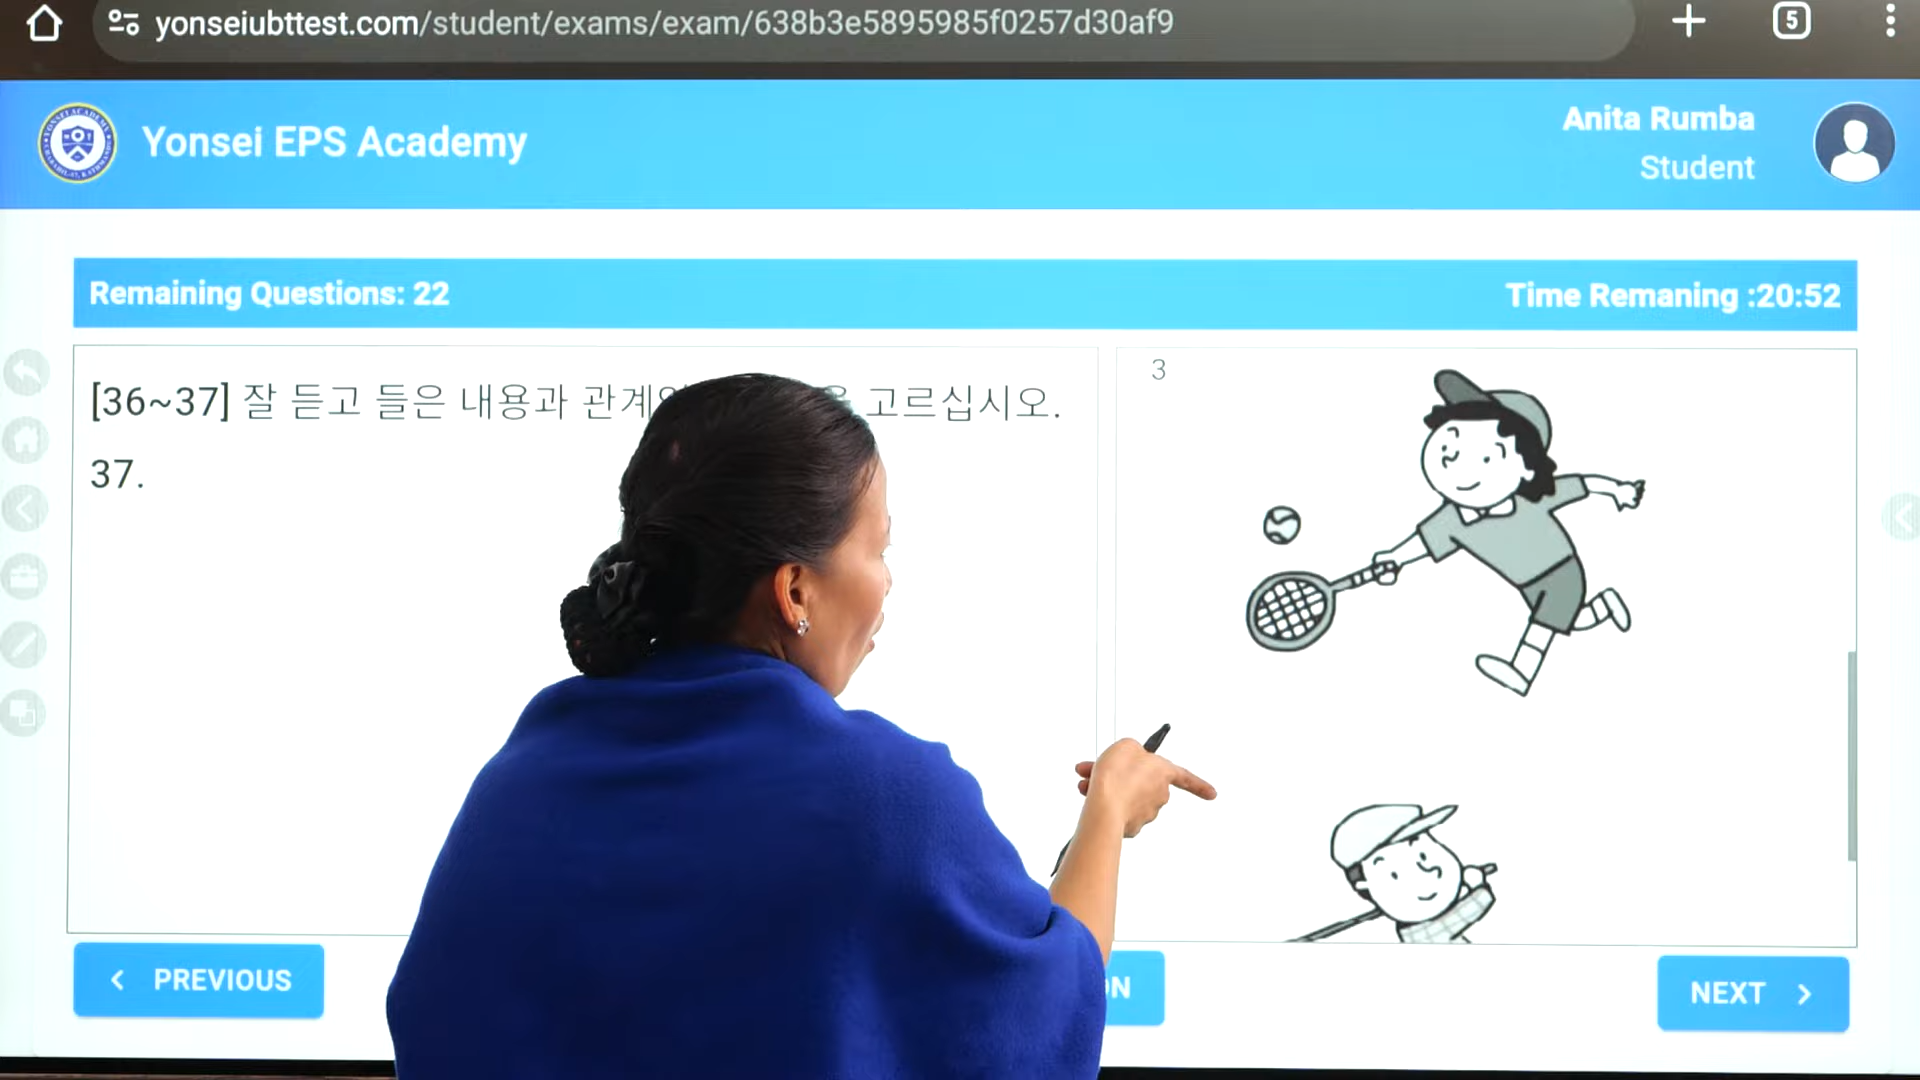 yonseiubttest.com/student/exams/exam/638b3e5895985f0257d30af9
5
Yonsei EPS Academy
Anita Rumba
Student
Remaining Questions: 22
Time Remaning :20:52
[36~37] 잘 듣고 들은 내용과 고르십시오.
37.
3
PREVIOUS
NEXT